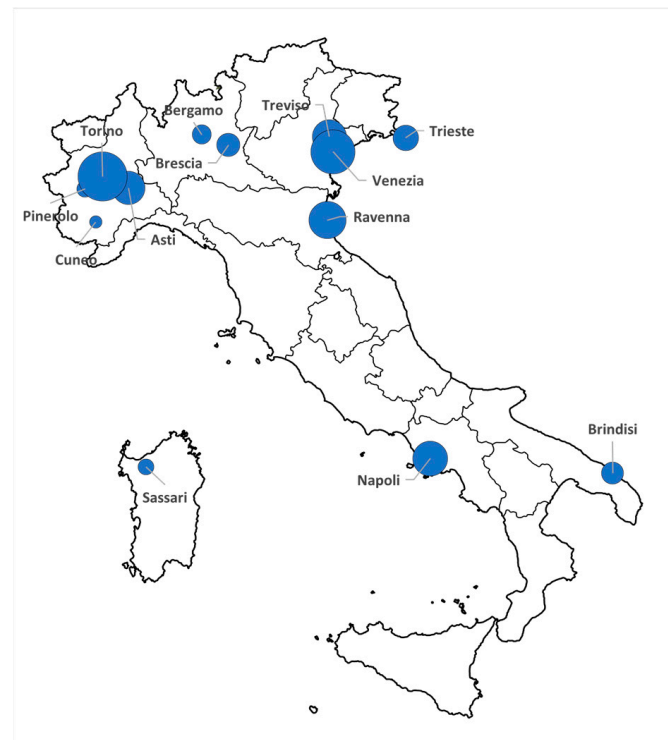 Bergamo
Treviso
Torino
Trieste
Brescia
Venezia
Pinerolo
Ravenna
Asti
Cuneo
Brindisi
Napoli
Sassari